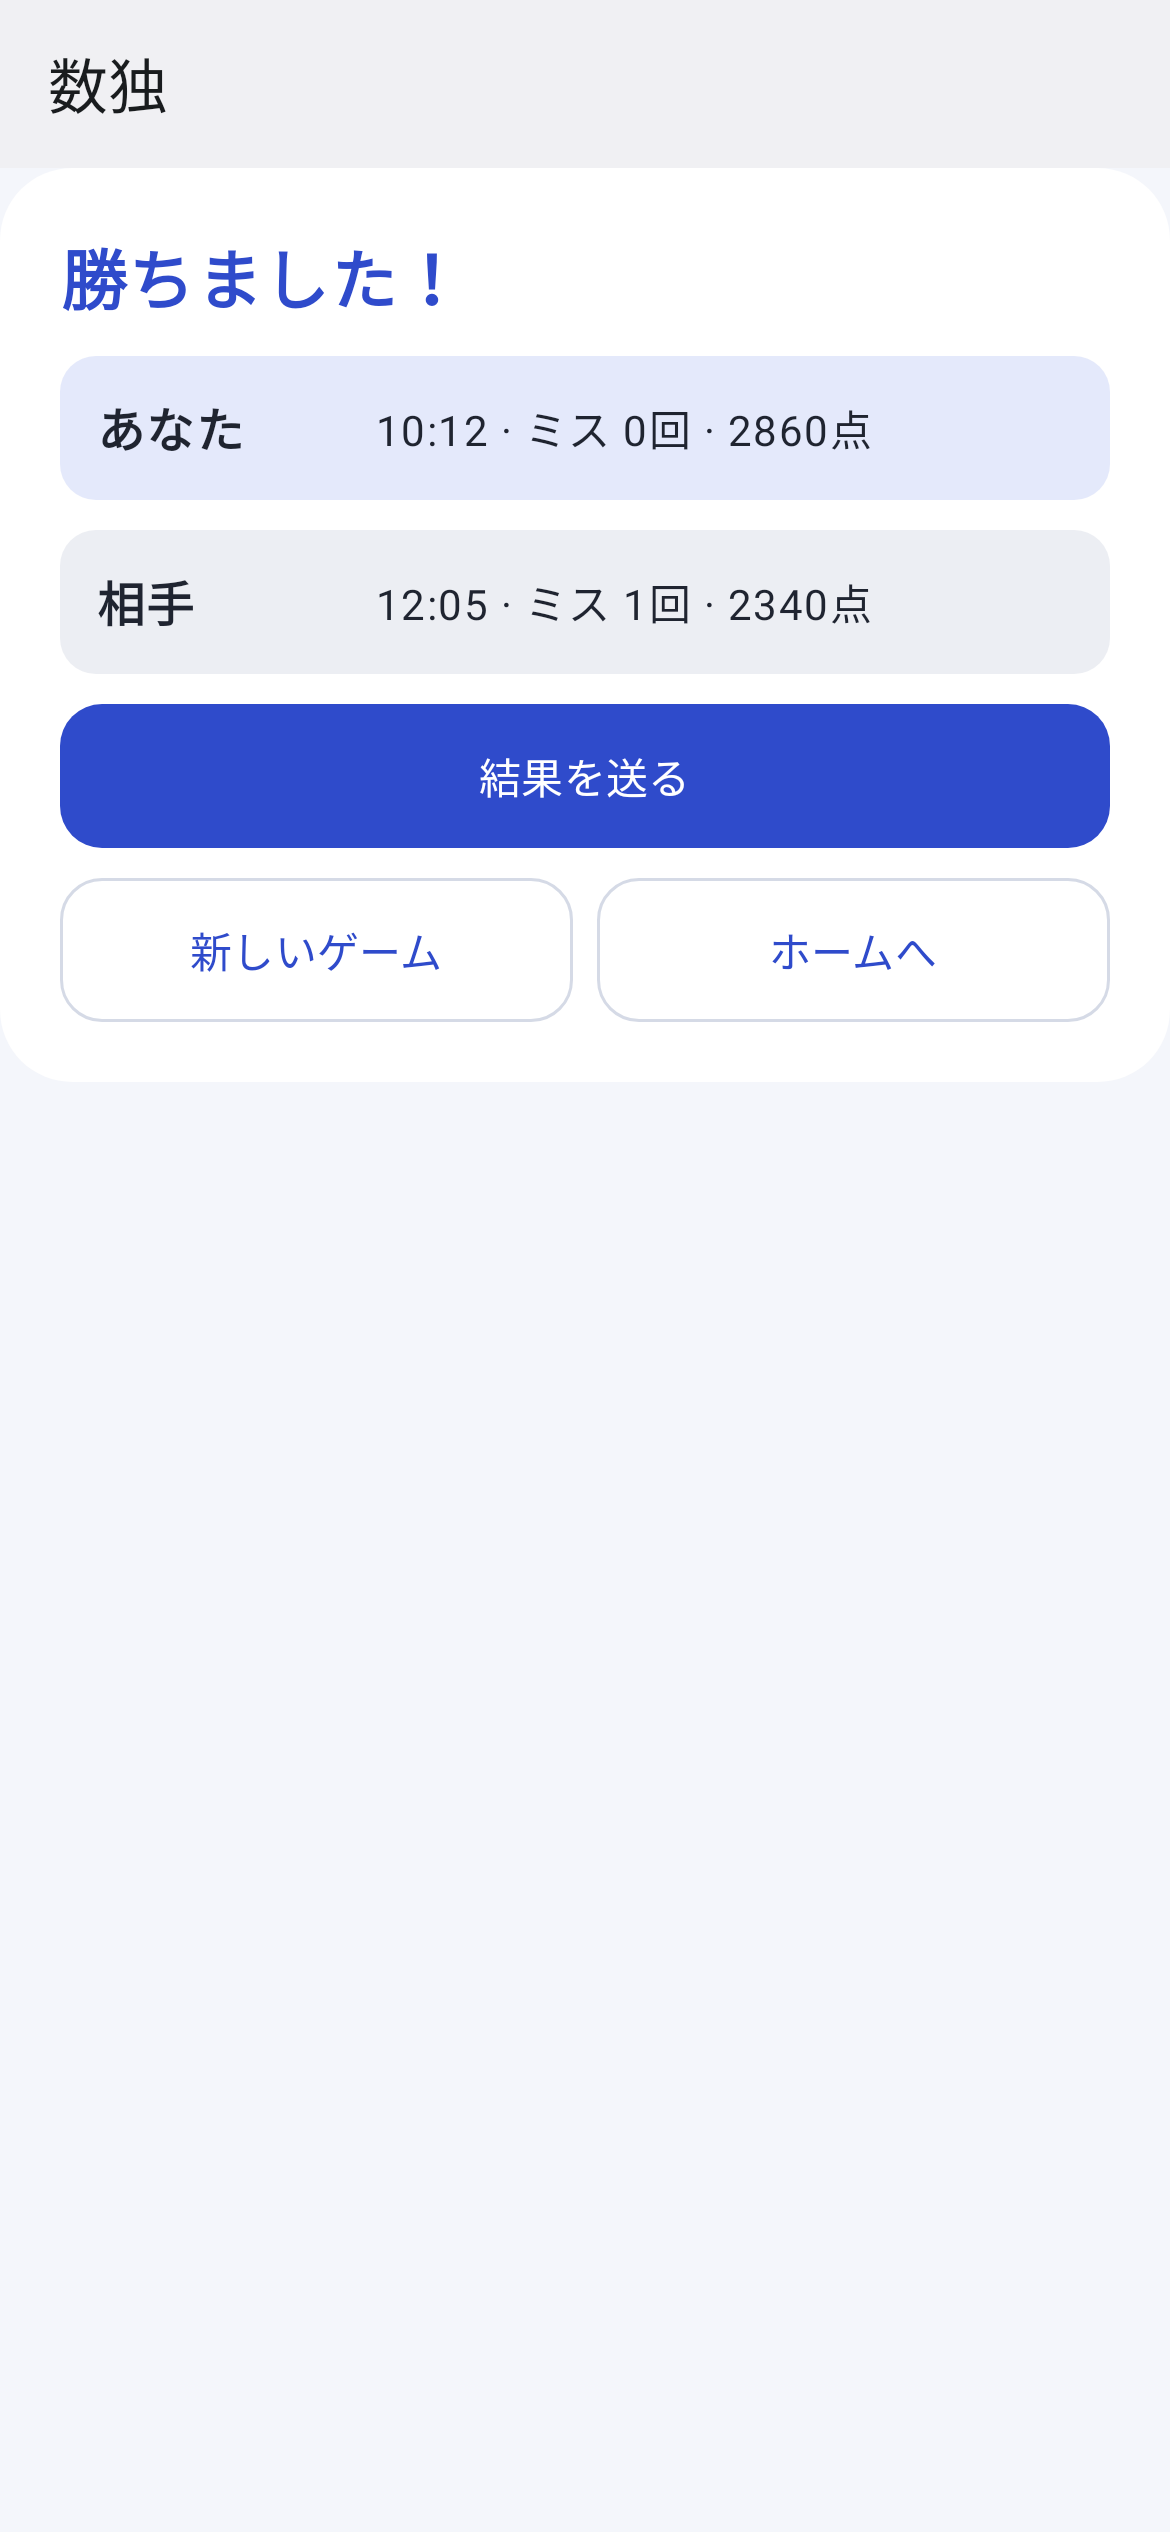 数独
勝ちました！
あなた 10:12 · ミス 0回 · 2860点
相手 12:05 · ミス 1回 · 2340点
結果を送る
新しいゲーム ホームへ